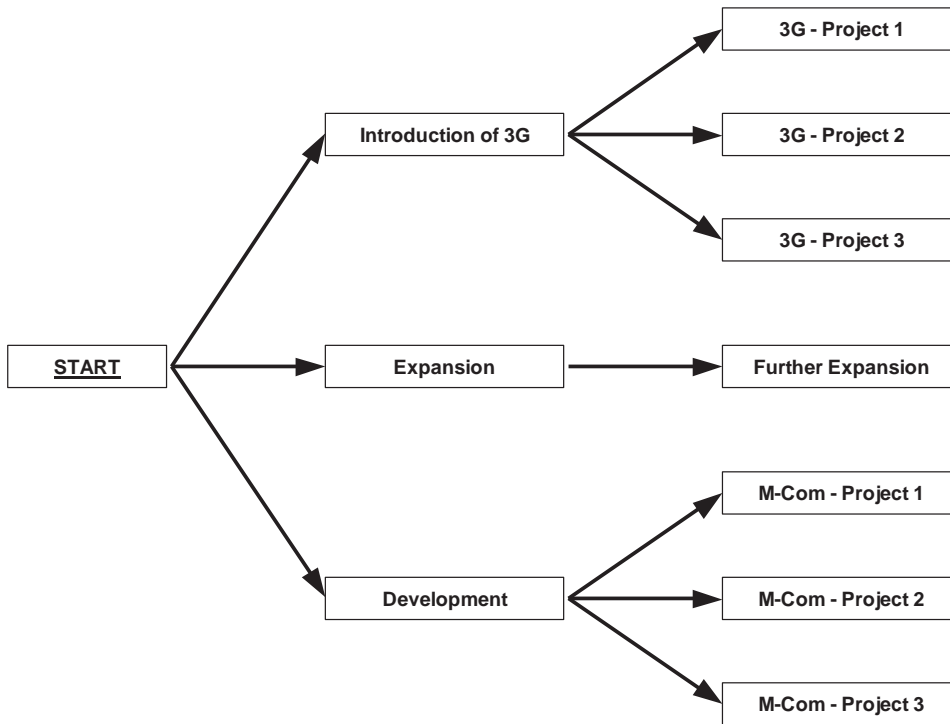 3G - Project 1
Introduction of 3G
3G - Project 2
3G - Project 3
START
Expansion
Further Expansion
M-Com - Project 1
Development
M-Com - Project 2
M-Com - Project 3